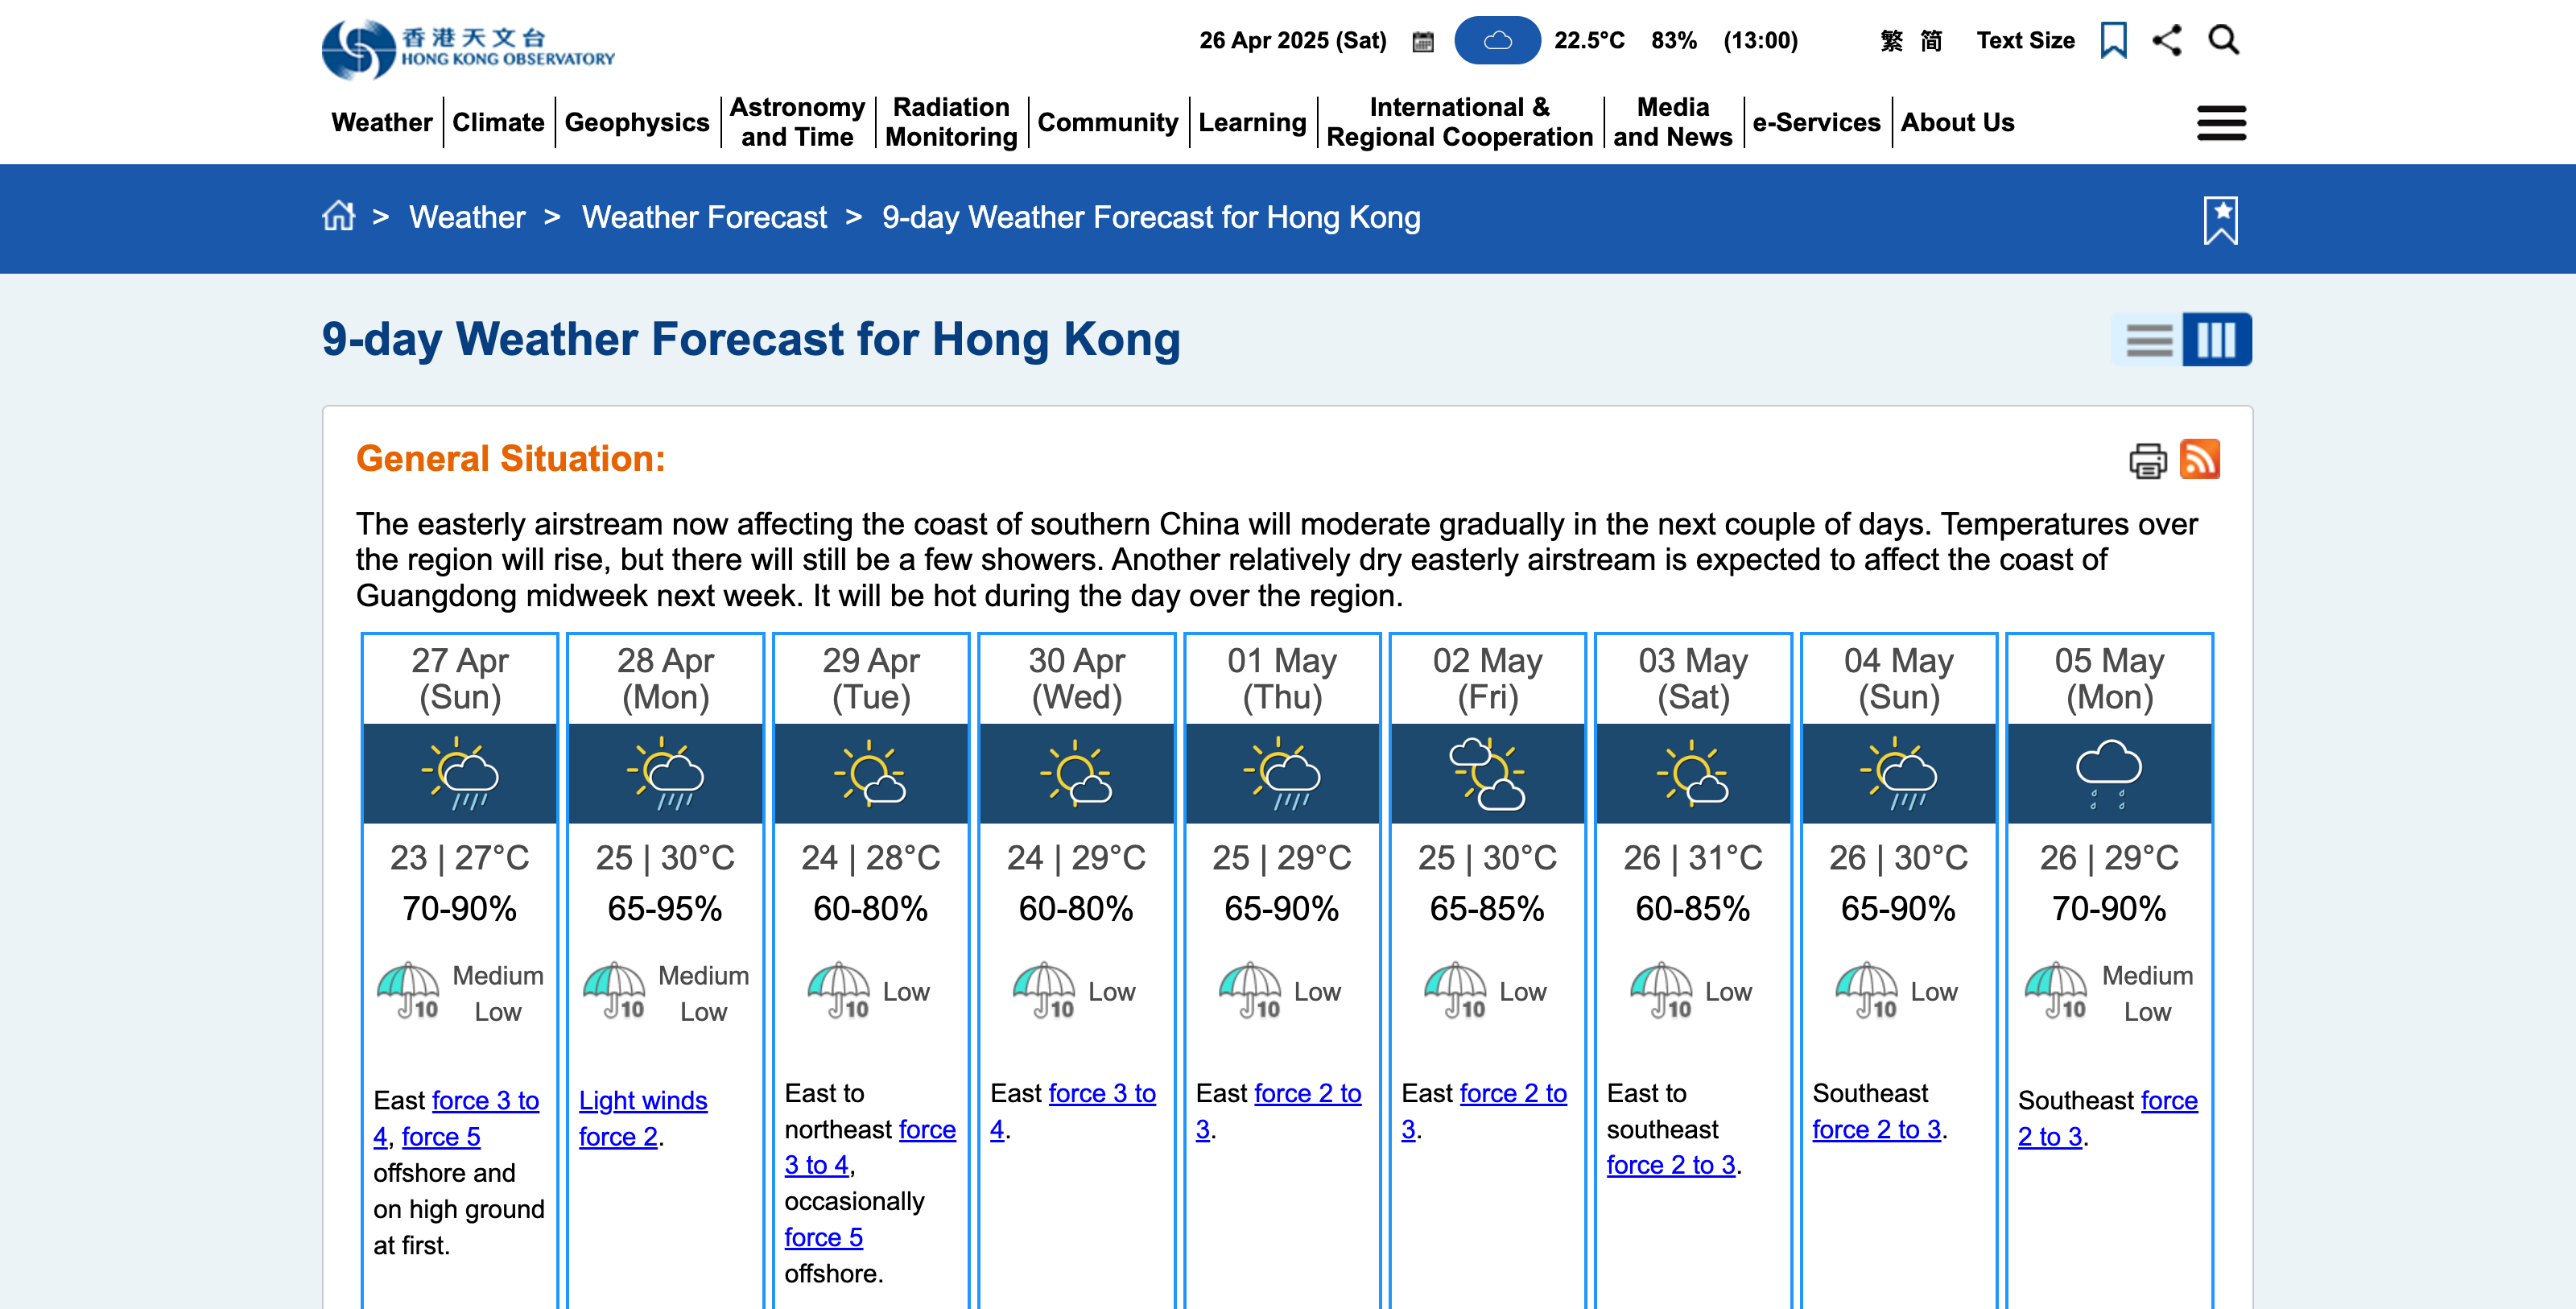 香港天文台
HONG KONG OBSERVATORY
26 Apr 2025 (Sat) 22.5°C 83% (13:00) 繁 简 Text Size
Weather Climate Geophysics Astronomy and Time Radiation Monitoring Community Learning International & Regional Cooperation Media and News e-Services About Us
> Weather > Weather Forecast > 9-day Weather Forecast for Hong Kong
9-day Weather Forecast for Hong Kong
General Situation:
The easterly airstream now affecting the coast of southern China will moderate gradually in the next couple of days. Temperatures over
the region will rise, but there will still be a few showers. Another relatively dry easterly airstream is expected to affect the coast of
Guangdong midweek next week. It will be hot during the day over the region.
27 Apr
(Sun)
23 | 27°C
70-90%
10
Medium
Low
East force 3 to
4, force 5
offshore and
on high ground
at first.
28 Apr
(Mon)
25 | 30°C
65-95%
10
Medium
Low
Light winds
force 2.
29 Apr
(Tue)
24 | 28°C
60-80%
10 Low
East to
northeast force
3 to 4,
occasionally
force 5
offshore.
30 Apr
(Wed)
24 | 29°C
60-80%
10 Low
East force 3 to
4.
01 May
(Thu)
25 | 29°C
65-90%
10 Low
East force 2 to
3.
02 May
(Fri)
25 | 30°C
65-85%
10 Low
East force 2 to
3.
03 May
(Sat)
26 | 31°C
60-85%
10 Low
East to
southeast
force 2 to 3.
04 May
(Sun)
26 | 30°C
65-90%
10 Low
Southeast
force 2 to 3.
05 May
(Mon)
26 | 29°C
70-90%
10
Medium
Low
Southeast force
2 to 3.